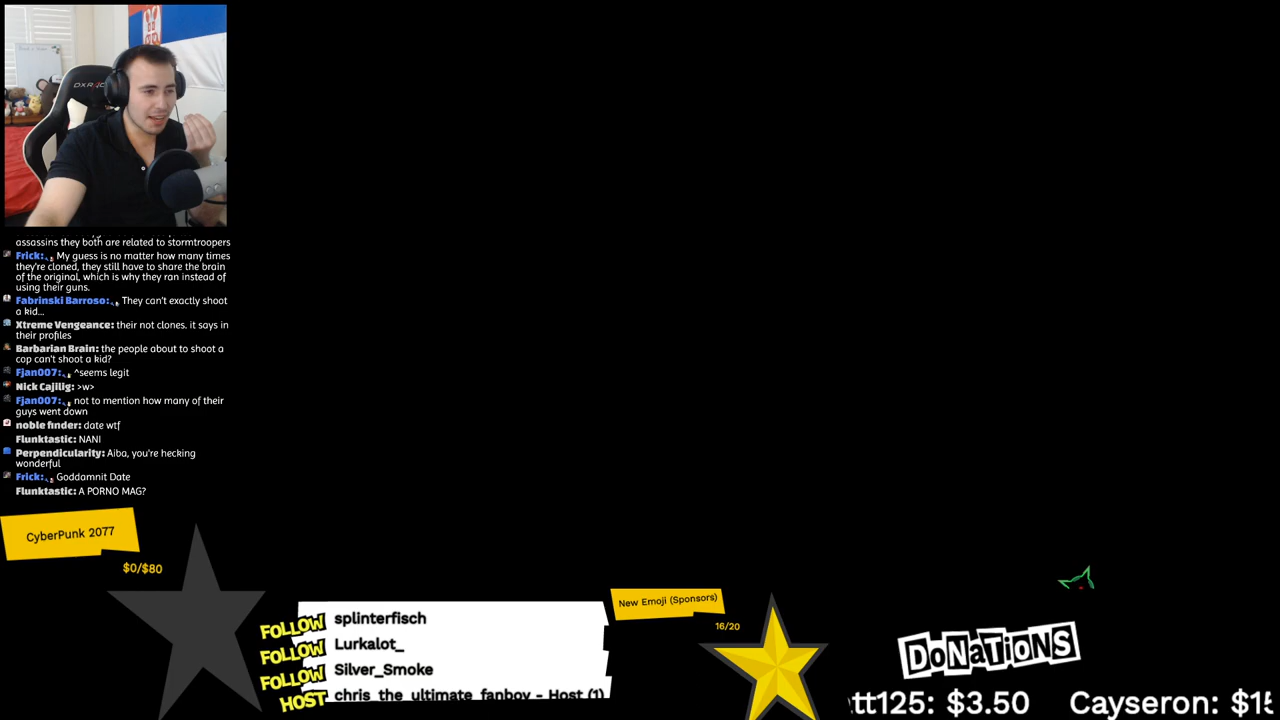 DXRACER
assassins they both are related to stormtroopers
Frick: My guess is no matter how many times
they're cloned, they still have to share the brain
of the original, which is why they ran instead of
using their guns.
Fabrinski Barroso: They can't exactly shoot
a kid...
Xtreme Vengeance: their not clones. it says in
their profiles
Barbarian Brain: the people about to shoot a
cop can't shoot a kid?
Fjan007: ^seems legit
Nick Cajilig: >w>
Fjan007: not to mention how many of their
guys went down
noble finder: date wtf
Flunktastic: NANI
Perpendicularity: Aiba, you're hecking
wonderful
Frick: Goddamnit Date
Flunktastic: A PORNO MAG?
CyberPunk 2077
$0/$80
FOLLOW splinterfisch
FOLLOW Lurkalot_
FOLLOW Silver_Smoke
HOST chris_the_ultimate_fanboy - Host (1)
New Emoji (Sponsors)
16/20
DoNaTioNS
tt125: $3.50 Cayseron: $15